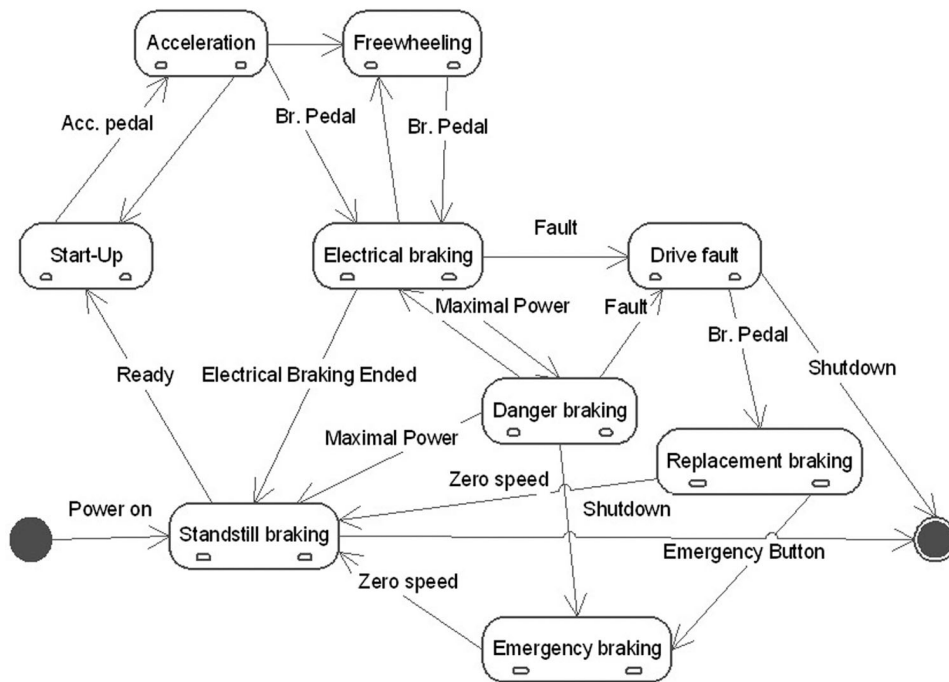 Acceleration
Freewheeling
Acc. pedal
Br. Pedal
Br. Pedal
Start-Up
Electrical braking
Fault
Drive fault
Maximal Power
Fault
Br. Pedal
Ready
Electrical Braking Ended
Shutdown
Danger braking
Maximal Power
Replacement braking
Zero speed
Power on
Shutdown
Standstill braking
Emergency Button
Zero speed
Emergency braking